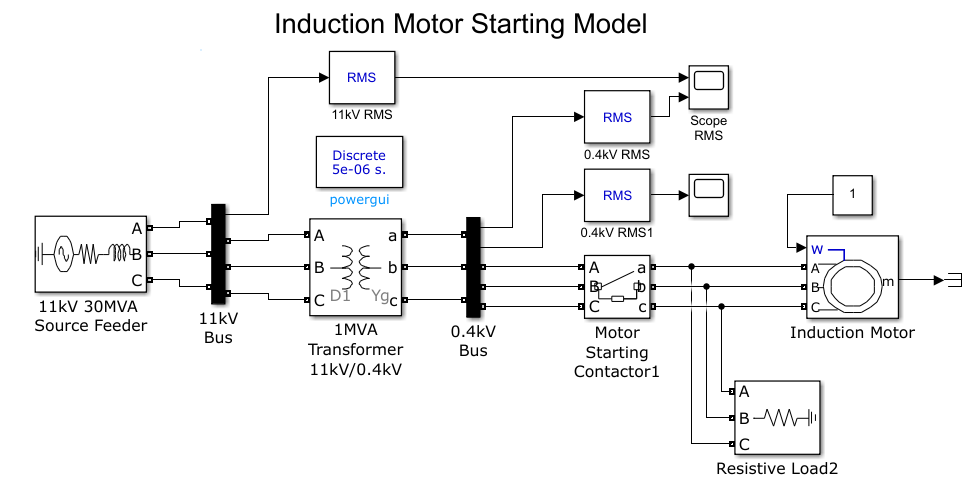 Induction Motor Starting Model
RMS
11kV RMS
RMS
0.4kV RMS
Scope
RMS
Discrete
5e-06 s.
powergui
RMS
0.4kV RMS1
1
A
B
C
11kV 30MVA
Source Feeder
11kV
Bus
A
B
C
a
b
c
D1
Yg
1MVA
Transformer
11kV/0.4kV
0.4kV
Bus
A
B
C
a
b
c
Motor
Starting
Contactor1
w
A
B
C
m
Induction Motor
A
B
C
Resistive Load2